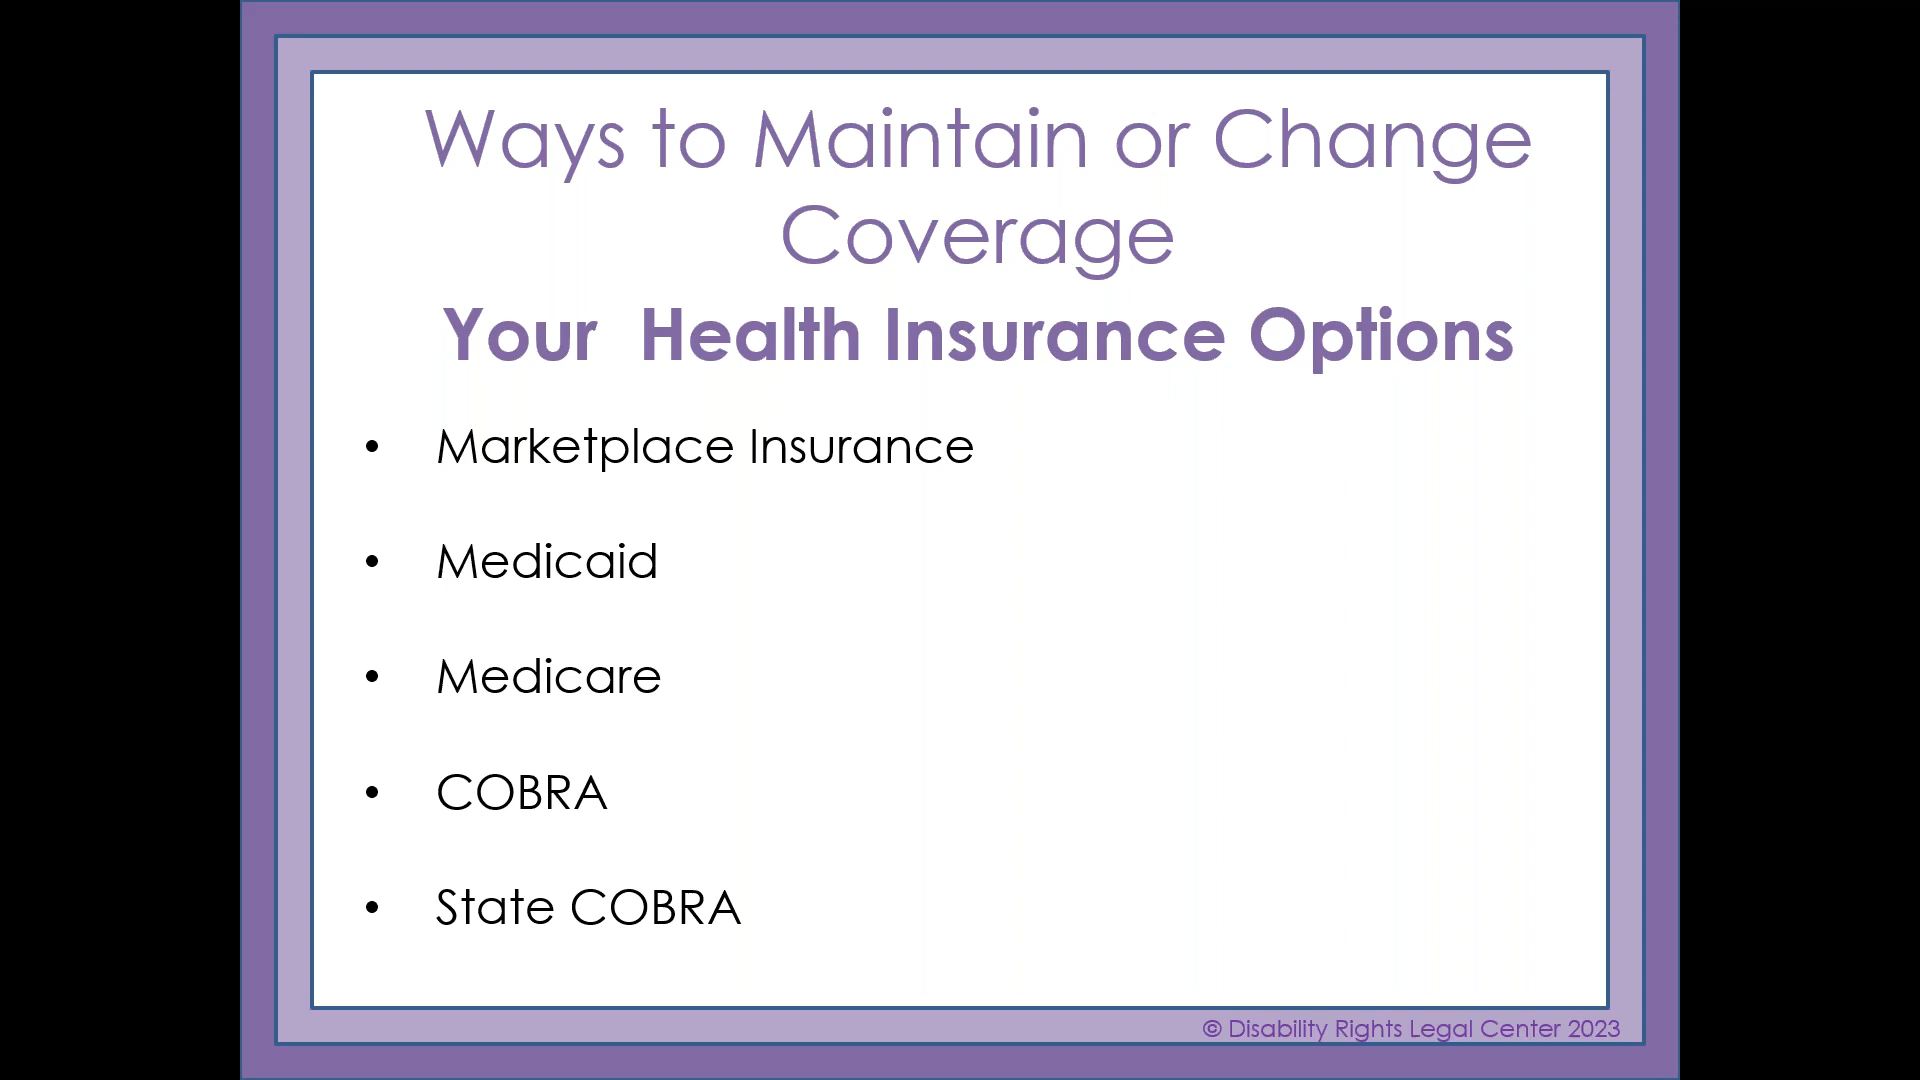 Ways to Maintain or Change
Coverage
Your  Health Insurance Options
• Marketplace Insurance
• Medicaid
• Medicare
• COBRA
• State COBRA
© Disability Rights Legal Center 2023